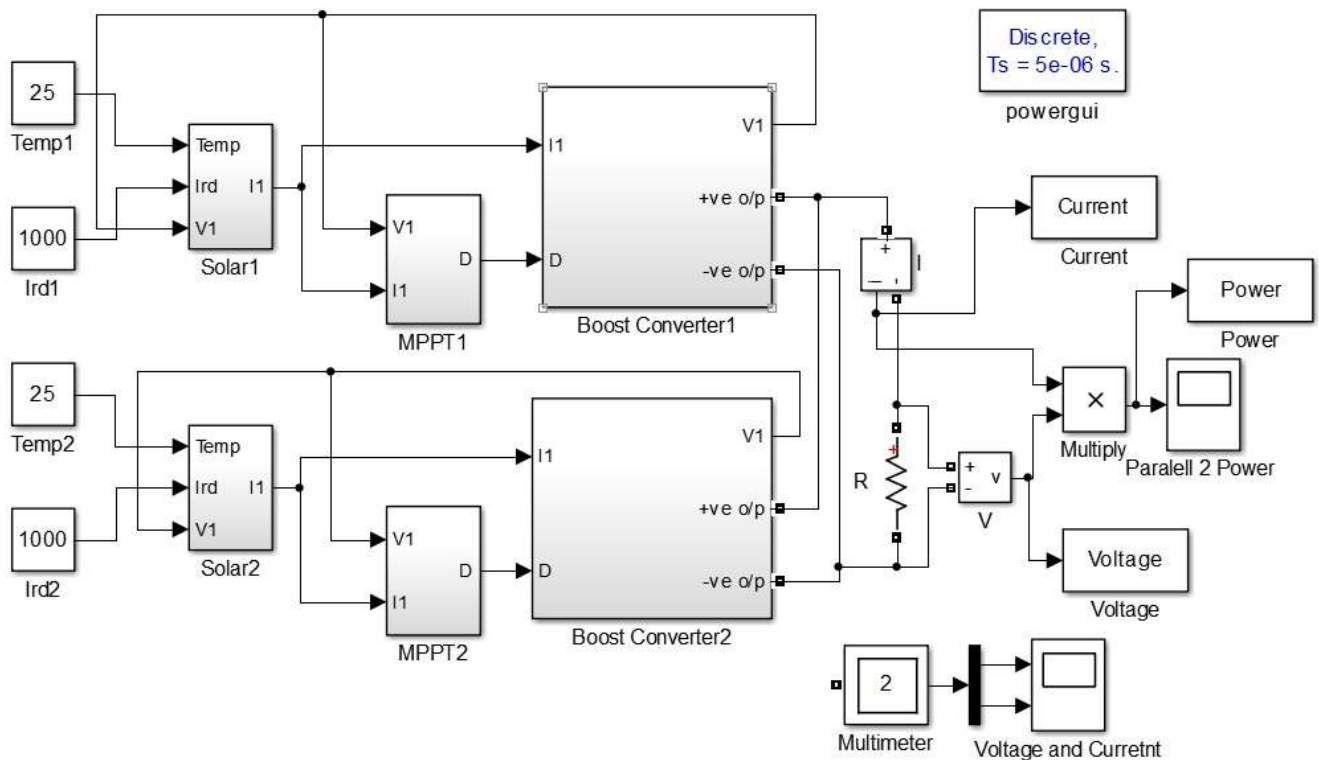 Discrete,
Ts = 5e-06 s.
powergui
25
Temp1
1000
Ird1
Temp
Ird
V1
I1
Solar1
V1
I1
D
MPPT1
I1
D
V1
+ve o/p
-ve o/p
Boost Converter1
+
-
I
Current
Current
Power
Power
×
Multiply
Paralell 2 Power
25
Temp2
1000
Ird2
Temp
Ird
V1
I1
Solar2
V1
I1
D
MPPT2
I1
D
V1
+ve o/p
-ve o/p
Boost Converter2
+
R
+
-
v
V
Voltage
Voltage
2
Multimeter
Voltage and Curretnt